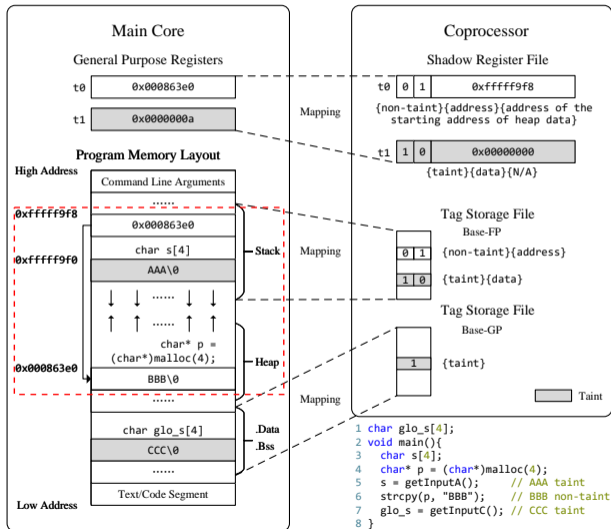 Main Core
General Purpose Registers
t0 0x000863e0
t1 0x0000000a
Program Memory Layout
High Address
Command Line Arguments
......
0xfffff9f8
0x000863e0
char s[4]
0xfffff9f0
AAA\0
Stack
......
......
char* p =
(char*)malloc(4);
Heap
0x000863e0
BBB\0
......
char glo_s[4]
.Data
.Bss
CCC\0
......
Low Address
Text/Code Segment
Mapping
Mapping
Mapping
Coprocessor
Shadow Register File
t0 0 1 0xfffff9f8
{non-taint}{address}{address of the
starting address of heap data}
t1 1 0 0x00000000
{taint}{data}{N/A}
Tag Storage File
Base-FP
0 1 {non-taint}{address}
1 0 {taint}{data}
Tag Storage File
Base-GP
1 {taint}
Taint
1 char glo_s[4];
2 void main(){
3 char s[4];
4 char* p = (char*)malloc(4);
5 s = getInputA(); // AAA taint
6 strcpy(p, "BBB"); // BBB non-taint
7 glo_s = getInputC(); // CCC taint
8 }